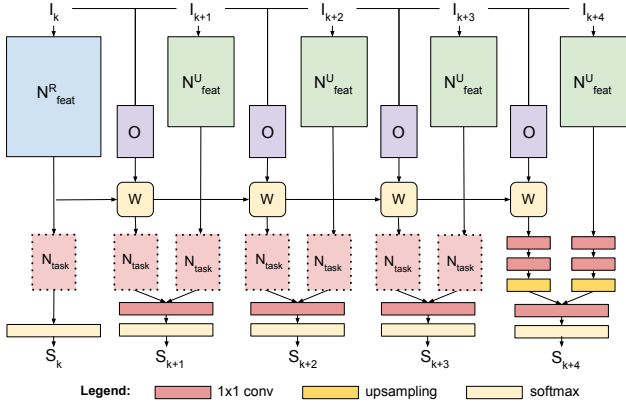 I_k I_k+1 I_k+2 I_k+3 I_k+4
N^R_feat N^U_feat N^U_feat N^U_feat N^U_feat
O O O O
W W W W
N_task N_task N_task N_task N_task N_task N_task
S_k S_k+1 S_k+2 S_k+3 S_k+4
Legend: 1x1 conv upsampling softmax